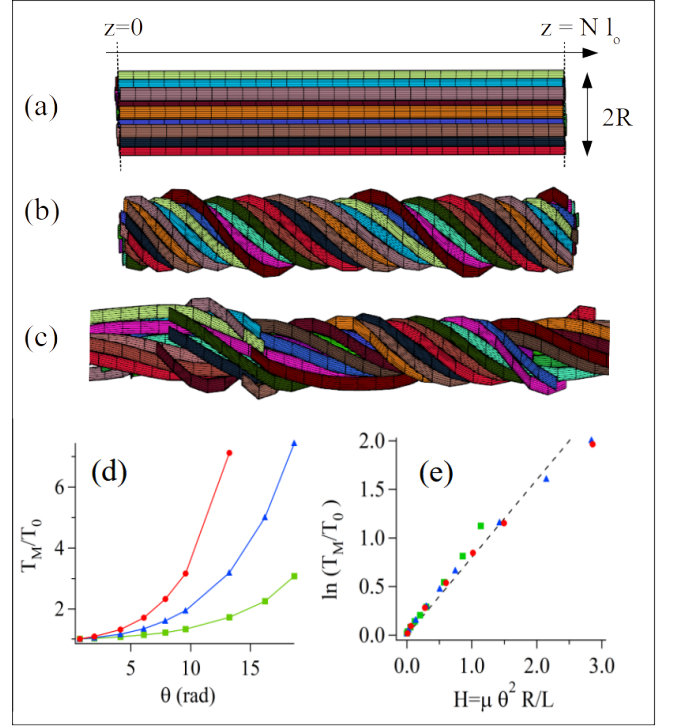 z=0
z = N lₒ
(a)
2R
(b)
(c)
(d)
(e)
T_M/T_0
6
4
2
5
10
15
θ (rad)
ln (T_M/T_0 )
2.0
1.5
1.0
0.5
0.0
0.0
1.0
2.0
3.0
H=μ θ² R/L